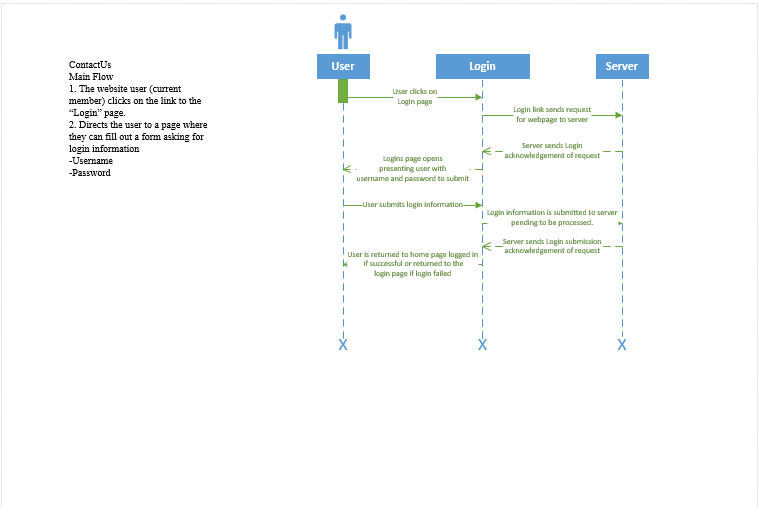 ContactUs
Main Flow
1. The website user (current
member) clicks on the link to the
“Login” page.
2. Directs the user to a page where
they can fill out a form asking for
login information
-Username
-Password
User
Login
Server
User clicks on
Login page
Login link sends request
for webpage to server
Server sends Login
acknowledgement of request
Logins page opens
presenting user with
username and password to submit
User submits login information
Login information is submitted to server
pending to be processed.
Server sends Login submission
acknowledgement of request
User is returned to home page logged in
if successful or returned to the
login page if login failed
X
X
X